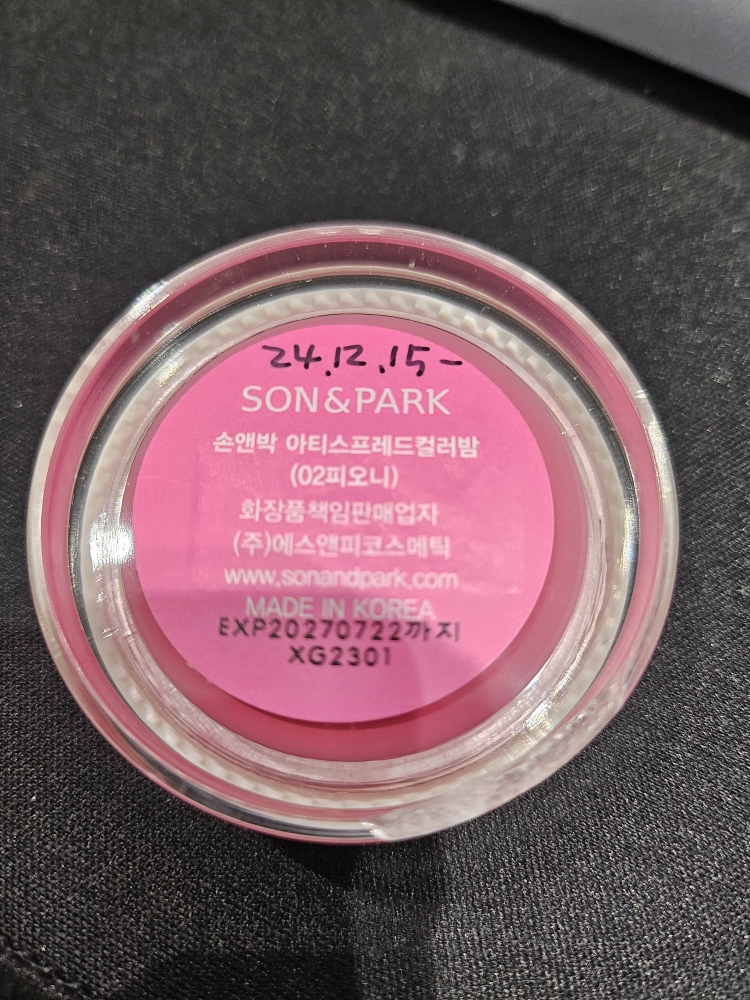 24.12.15-
SON&PARK
손앤박 아티스프레드컬러밤
(02피오니)
화장품책임판매업자
(주)에스앤피코스메틱
www.sonandpark.com
MADE IN KOREA
EXP20270722까지
XG2301